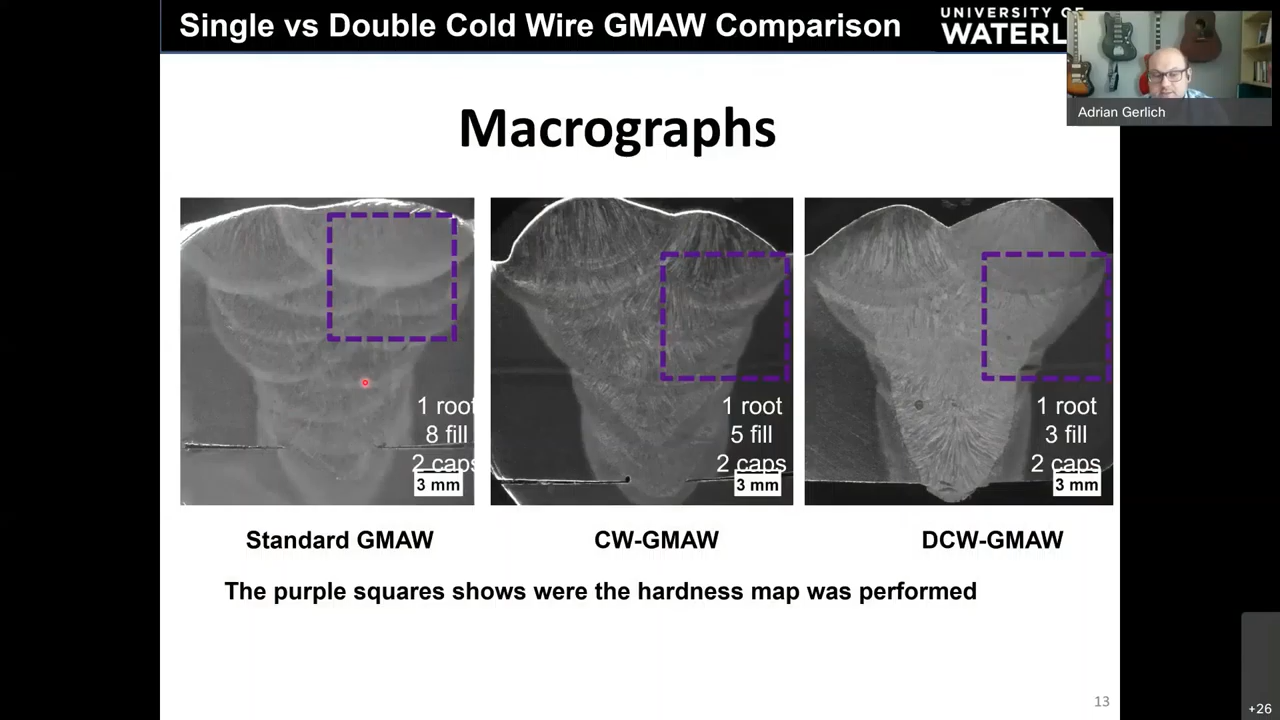 Single vs Double Cold Wire GMAW Comparison
UNIVERSITY OF
WATERL
Adrian Gerlich
Macrographs
1 root
8 fill
2 caps
3 mm
1 root
5 fill
2 caps
3 mm
1 root
3 fill
2 caps
3 mm
Standard GMAW
CW-GMAW
DCW-GMAW
The purple squares shows were the hardness map was performed
13
+26